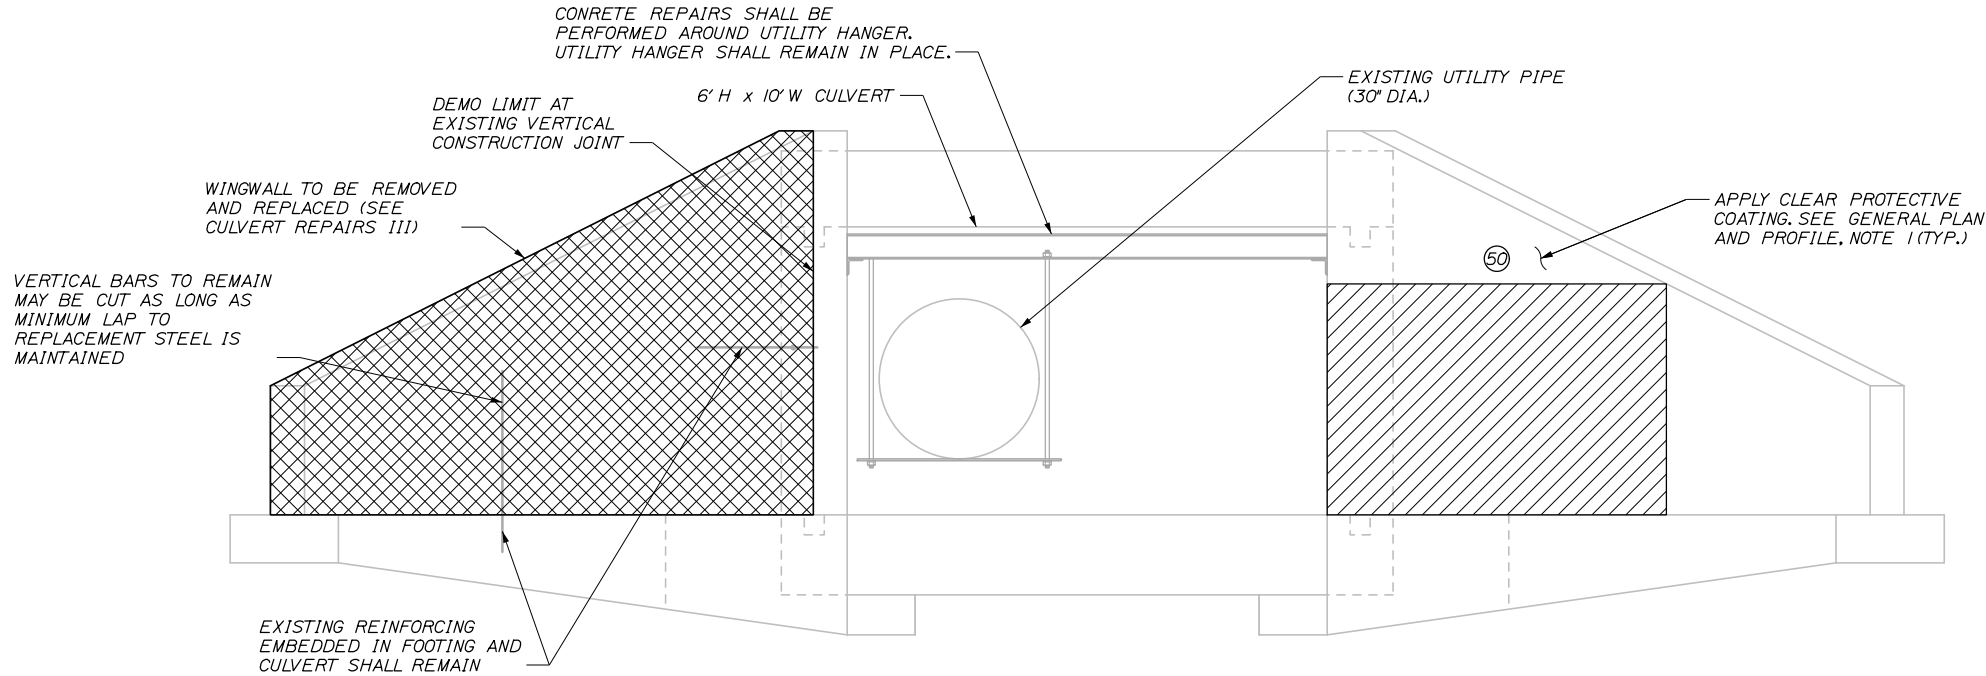 CONRETE REPAIRS SHALL BE
PERFORMED AROUND UTILITY HANGER.
UTILITY HANGER SHALL REMAIN IN PLACE.
6' H x 10' W CULVERT
EXISTING UTILITY PIPE
(30" DIA.)
DEMO LIMIT AT
EXISTING VERTICAL
CONSTRUCTION JOINT
WINGWALL TO BE REMOVED
AND REPLACED (SEE
CULVERT REPAIRS III)
APPLY CLEAR PROTECTIVE
COATING. SEE GENERAL PLAN
AND PROFILE, NOTE 1 (TYP.)
50
VERTICAL BARS TO REMAIN
MAY BE CUT AS LONG AS
MINIMUM LAP TO
REPLACEMENT STEEL IS
MAINTAINED
EXISTING REINFORCING
EMBEDDED IN FOOTING AND
CULVERT SHALL REMAIN